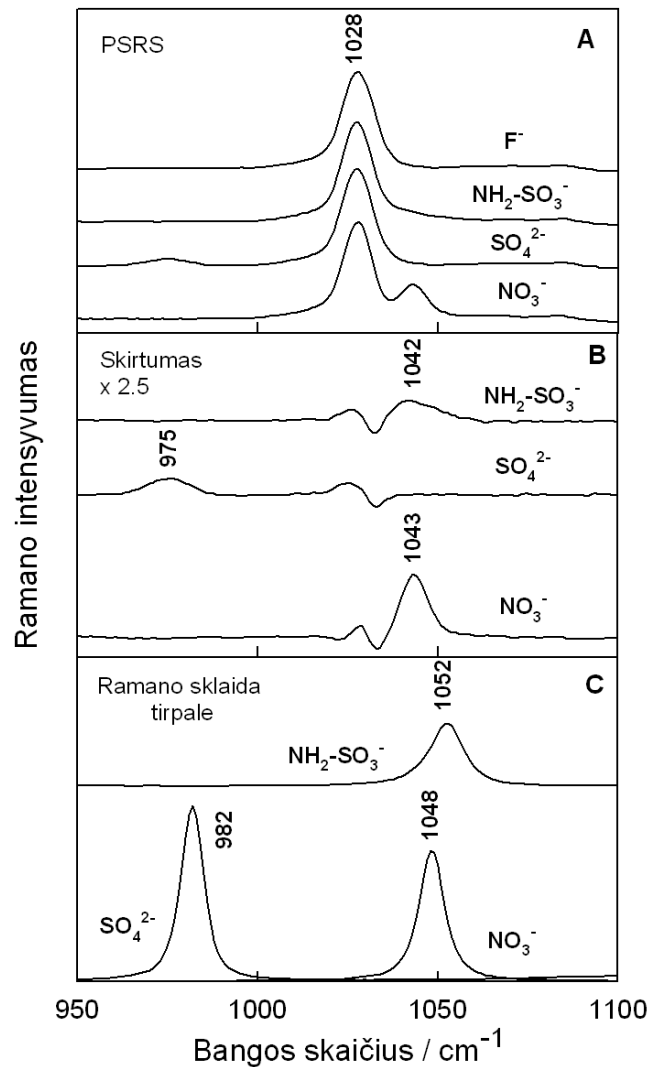 PSRS
A
1028
F⁻
NH₂-SO₃⁻
SO₄²⁻
NO₃⁻
Skirtumas
x 2.5
B
1042
NH₂-SO₃⁻
975
SO₄²⁻
1043
NO₃⁻
Ramano sklaida
tirpale
C
1052
NH₂-SO₃⁻
982
1048
SO₄²⁻
NO₃⁻
Ramano intensyvumas
950 1000 1050 1100
Bangos skaičius / cm⁻¹